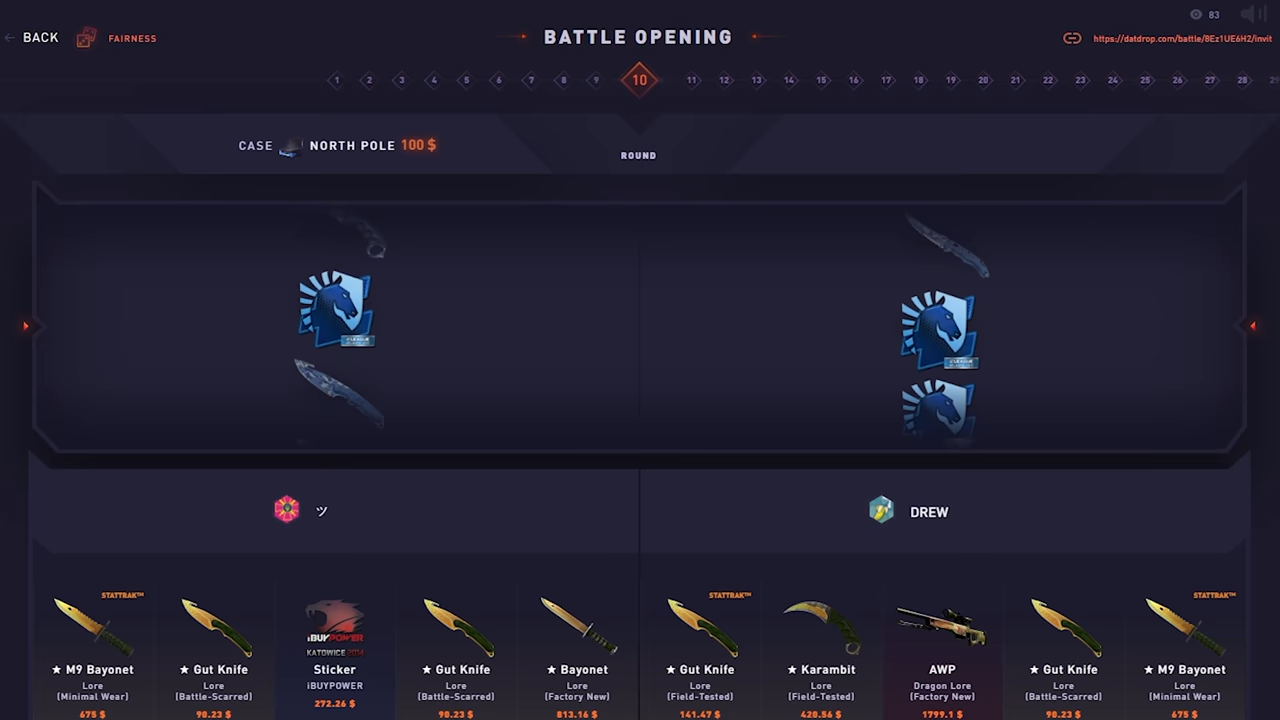 83
BACK
FAIRNESS
BATTLE OPENING
https://datdrop.com/battle/8Ez1UE6H2/invit
1 2 3 4 5 6 7 8 9 10 11 12 13 14 15 16 17 18 19 20 21 22 23 24 25 26 27 28 29
CASE NORTH POLE 100 $
ROUND
ツ
DREW
STATTRAK™
★ M9 Bayonet
Lore
(Minimal Wear)
675 $
★ Gut Knife
Lore
(Battle-Scarred)
90.23 $
iBUYPOWER
KATOWICE 2014
Sticker
iBUYPOWER
272.26 $
★ Gut Knife
Lore
(Battle-Scarred)
90.23 $
★ Bayonet
Lore
(Factory New)
813.16 $
STATTRAK™
★ Gut Knife
Lore
(Field-Tested)
141.47 $
★ Karambit
Lore
(Field-Tested)
420.56 $
AWP
Dragon Lore
(Factory New)
1799.1 $
★ Gut Knife
Lore
(Battle-Scarred)
90.23 $
STATTRAK™
★ M9 Bayonet
Lore
(Minimal Wear)
675 $